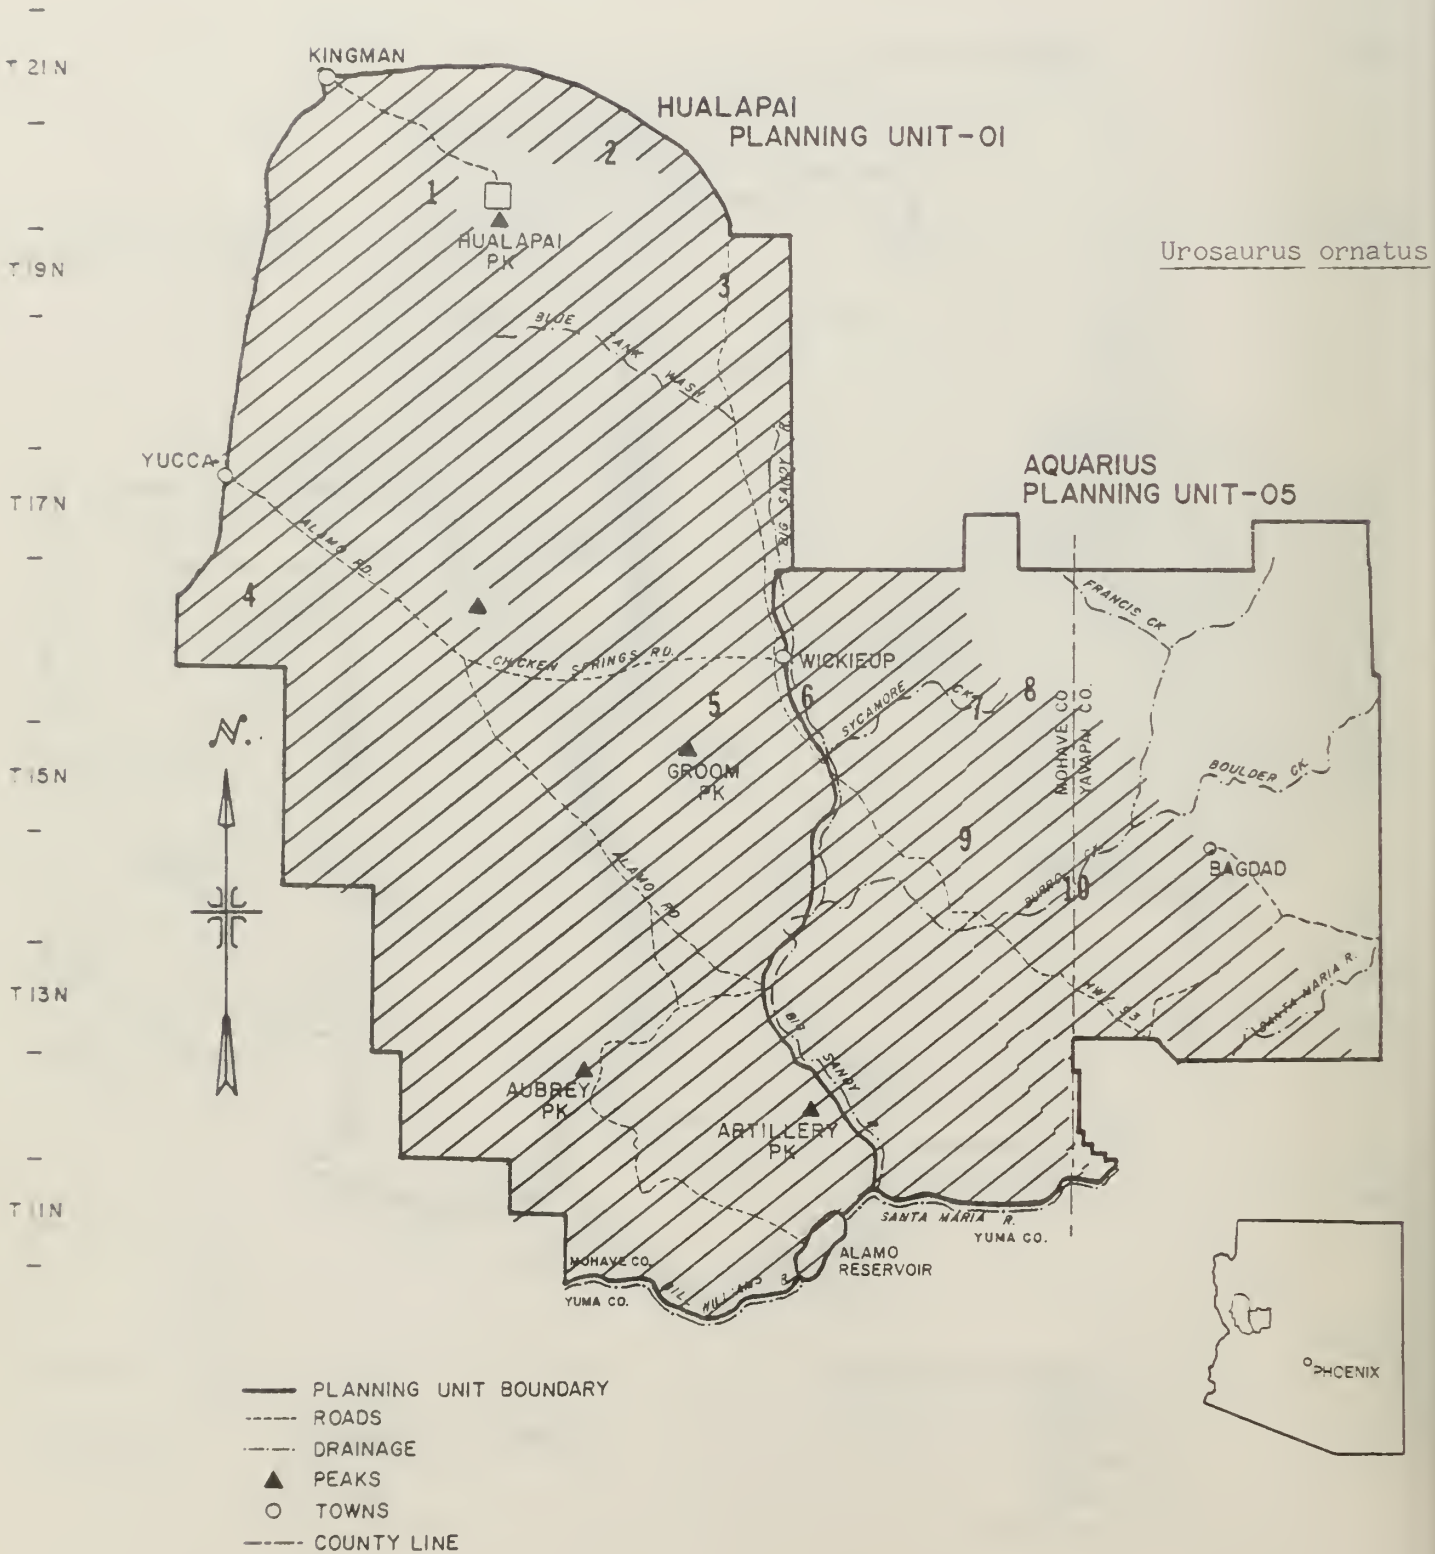 KINGMAN
T 21 N
HUALAPAI
PLANNING UNIT-01
2
1
HUALAPAI
PK
Urosaurus ornatus
T 19 N
3
BLUE TANK WASH
BIG SANDY R.
YUCCA
AQUARIUS
PLANNING UNIT-05
T 17 N
ALAMO RD.
4
FRANCIS CK
CHICKEN SPRINGS RD.
WICKIEUP
5
6
SYCAMORE CK
7
8
MOHAVE CO
YAVAPAI CO.
N.
GROOM
PK
T 15 N
BOULDER CK
9
ALAMO RD
BURRO CK
10
BAGDAD
T 13 N
SANTA MARIA R.
HWY 93
BIG SANDY R
AUBREY
PK
ARTILLERY
PK
T 11 N
SANTA MARIA R.
YUMA CO.
ALAMO
RESERVOIR
MOHAVE CO.
YUMA CO.
BILL WILLIAMS R
PHOENIX
PLANNING UNIT BOUNDARY
ROADS
DRAINAGE
PEAKS
TOWNS
COUNTY LINE